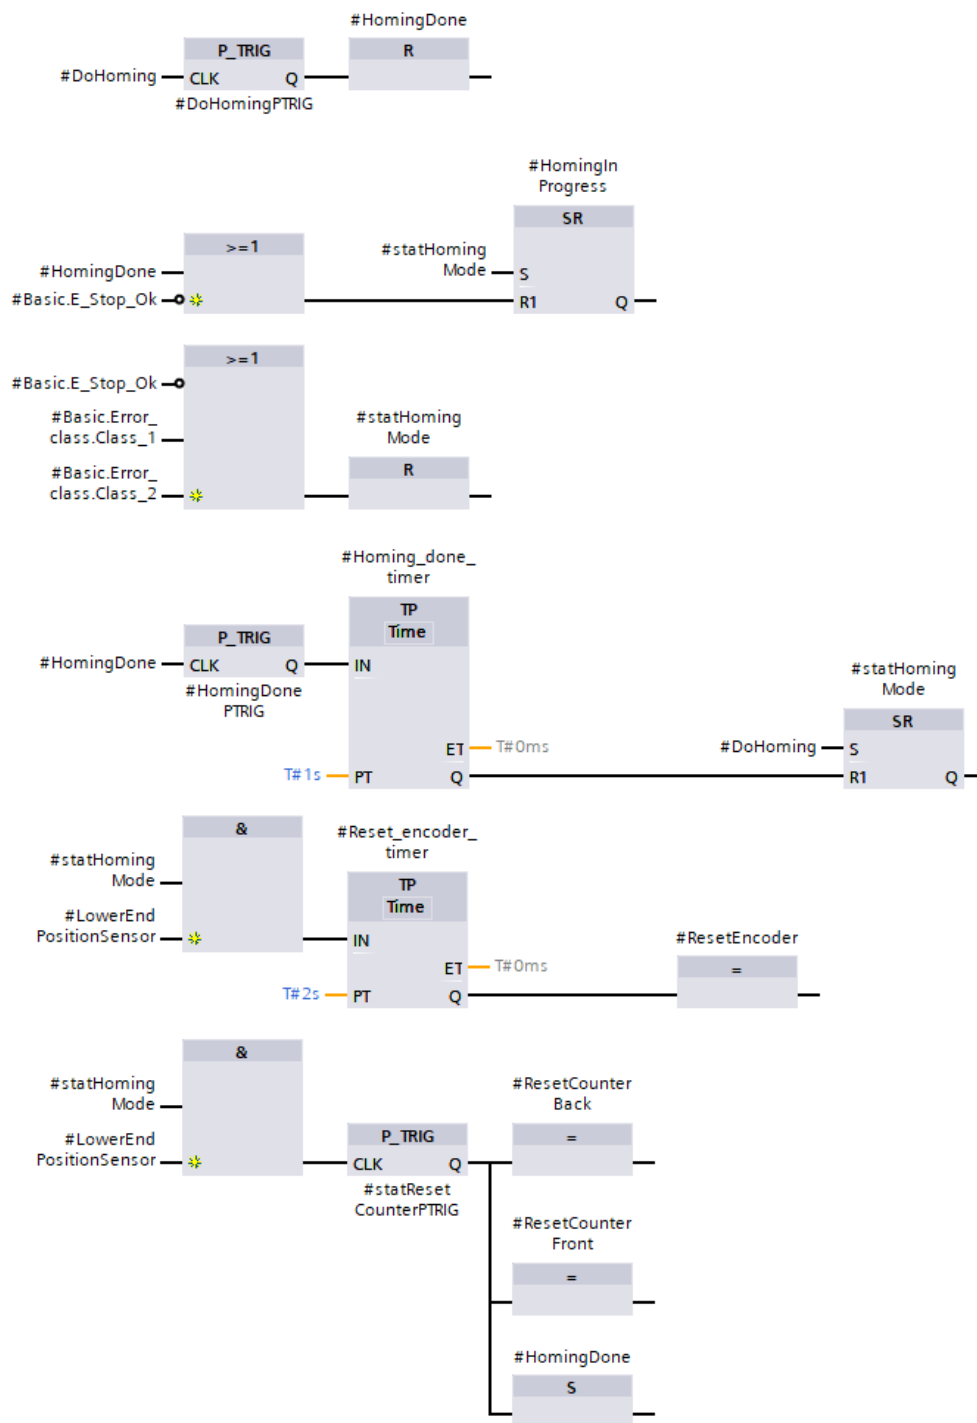 #HomingDone
P_TRIG
R
#DoHoming
CLK
Q
#DoHomingPTRIG
#HomingIn
Progress
SR
>=1
#statHoming
Mode
S
#HomingDone
#Basic.E_Stop_Ok
R1
Q
>=1
#Basic.E_Stop_Ok
#Basic.Error_
class.Class_1
#statHoming
Mode
R
#Basic.Error_
class.Class_2
#Homing_done_
timer
TP
Time
P_TRIG
#HomingDone
CLK
Q
IN
#HomingDone
PTRIG
#statHoming
Mode
SR
ET
T#0ms
#DoHoming
S
T#1s
PT
Q
R1
Q
&
#Reset_encoder_
timer
#statHoming
Mode
TP
Time
#LowerEnd
PositionSensor
IN
#ResetEncoder
=
ET
T#0ms
T#2s
PT
Q
&
#statHoming
Mode
#ResetCounter
Back
P_TRIG
=
#LowerEnd
PositionSensor
CLK
Q
#statReset
CounterPTRIG
#ResetCounter
Front
=
#HomingDone
S